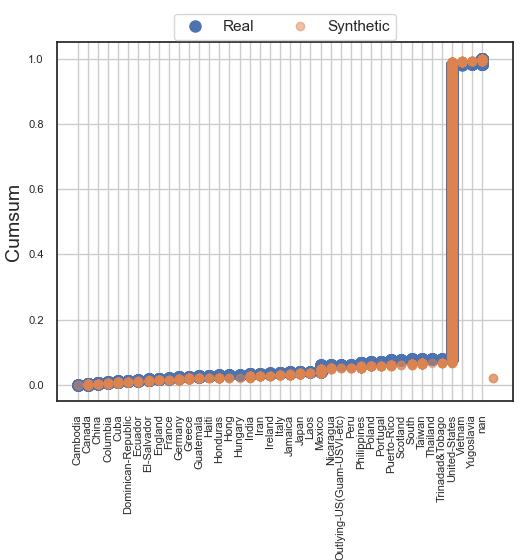 Real
Synthetic
Cumsum
1.0
0.8
0.6
0.4
0.2
0.0
Cambodia
Canada
China
Columbia
Cuba
Dominican-Republic
Ecuador
El-Salvador
England
France
Germany
Greece
Guatemala
Haiti
Honduras
Hong
Hungary
India
Iran
Ireland
Italy
Jamaica
Japan
Laos
Mexico
Nicaragua
Outlying-US(Guam-USVI-etc)
Peru
Philippines
Poland
Portugal
Puerto-Rico
Scotland
South
Taiwan
Thailand
Trinadad&Tobago
United-States
Vietnam
Yugoslavia
nan